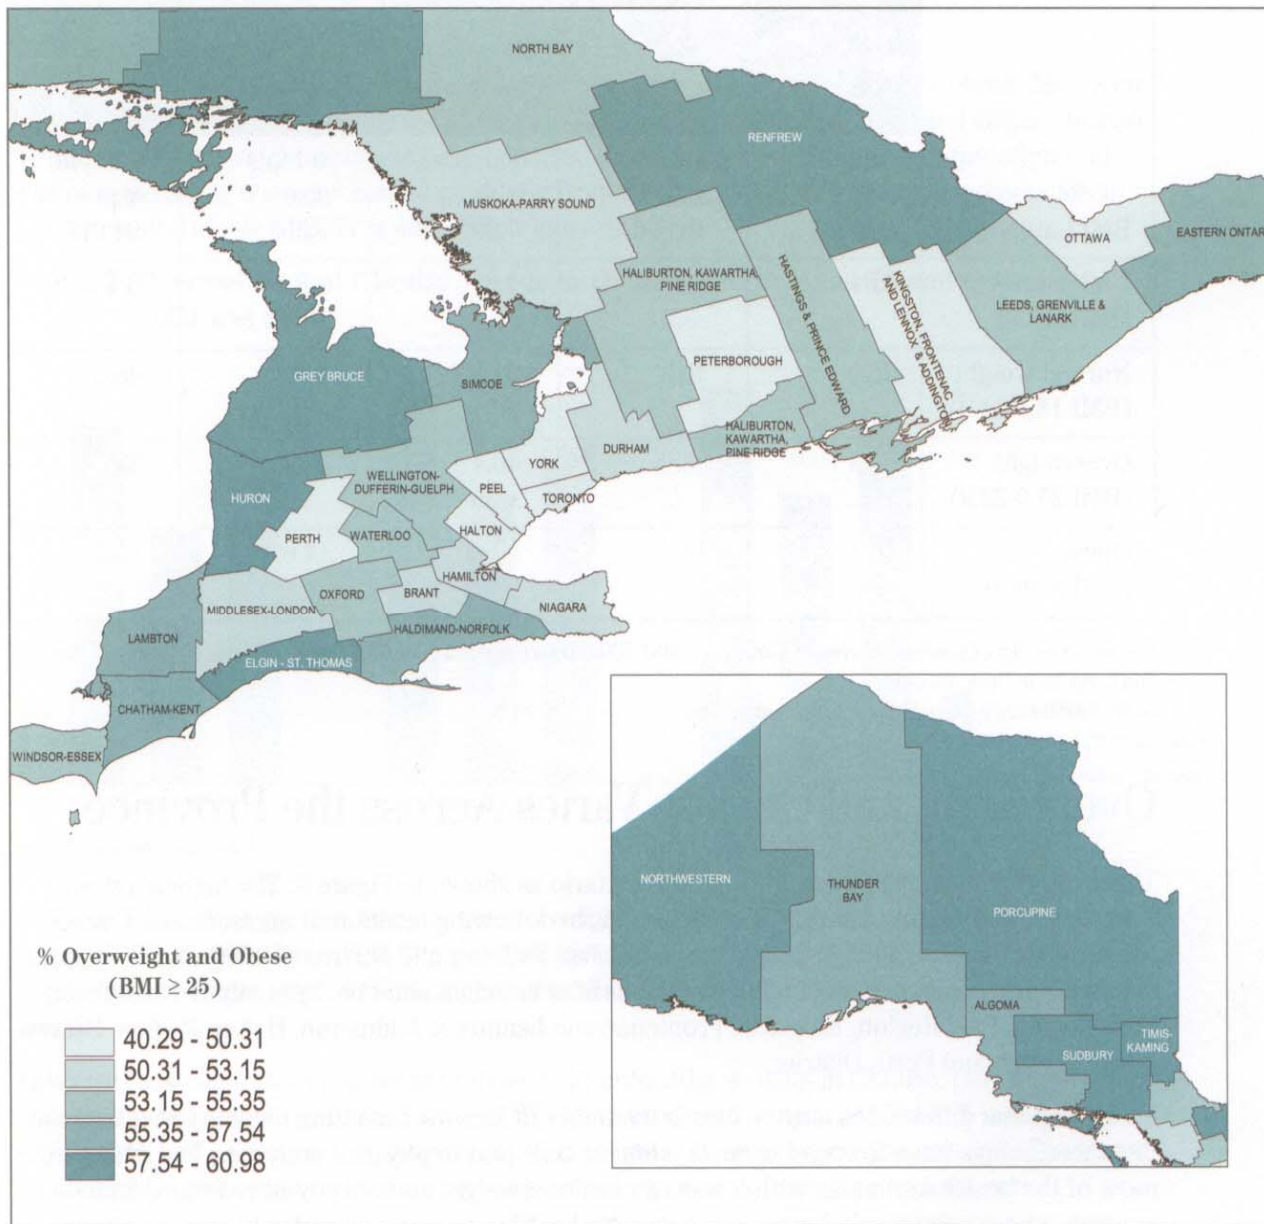 NORTH BAY
RENFREW
MUSKOKA-PARRY SOUND
OTTAWA
EASTERN ONTAR
HALIBURTON, KAWARTHA,
PINE RIDGE
HASTINGS & PRINCE EDWARD
KINGSTON, FRONTENAC
AND LENNOX & ADDINGTON
LEEDS, GRENVILLE &
LANARK
GREY BRUCE
SIMCOE
PETERBOROUGH
HALIBURTON,
KAWARTHA,
PINE RIDGE
DURHAM
YORK
WELLINGTON-
DUFFERIN-GUELPH
PEEL
TORONTO
HURON
PERTH
WATERLOO
HALTON
HAMILTON
MIDDLESEX-LONDON
OXFORD
BRANT
NIAGARA
LAMBTON
HALDIMAND-NORFOLK
ELGIN - ST. THOMAS
CHATHAM-KENT
WINDSOR-ESSEX
NORTHWESTERN
THUNDER
BAY
PORCUPINE
ALGOMA
SUDBURY
TIMIS-
KAMING
% Overweight and Obese
(BMI ≥ 25)
40.29 - 50.31
50.31 - 53.15
53.15 - 55.35
55.35 - 57.54
57.54 - 60.98